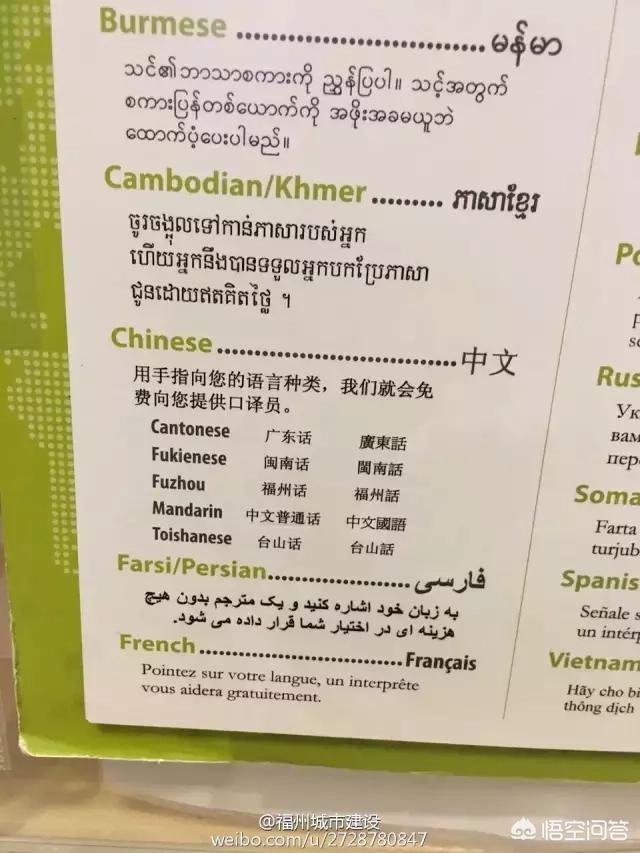 Burmese ............................ မြန်မာ
သင်၏ဘာသာစကားကို ညွှန်ပြပါ။ သင့်အတွက်
စကားပြန်တစ်ယောက်ကို အဖိုးအခမယူဘဲ
ထောက်ပံ့ပေးပါမည်။
Cambodian/Khmer ......... ភាសាខ្មែរ
ចូរចង្អុលទៅកាន់ភាសារបស់អ្នក
ហើយអ្នកនឹងបានទទួលអ្នកបកប្រែភាសា
ជូនដោយឥតគិតថ្លៃ ។
Chinese ................................ 中文
用手指向您的语言种类，我们就会免
费向您提供口译员。
Cantonese 广东话 廣東話
Fukienese 闽南话 閩南話
Fuzhou 福州话 福州話
Mandarin 中文普通话 中文國語
Toishanese 台山话 台山話
Farsi/Persian .................... فارسی
به زبان خود اشاره کنید و یک مترجم بدون هیچ
هزینه ای در اختیار شما قرار داده می شود.
French ............................ Français
Pointez sur votre langue, un interprête
vous aidera gratuitement.
Po
Rus
Ук
вам
пер
Soma
Farta
turjub
Spanis
Señale s
un intérp
Vietnam
Hãy cho bi
thông dịch
@福州城市建设
weibo.com/u/2728780847
悟空问答